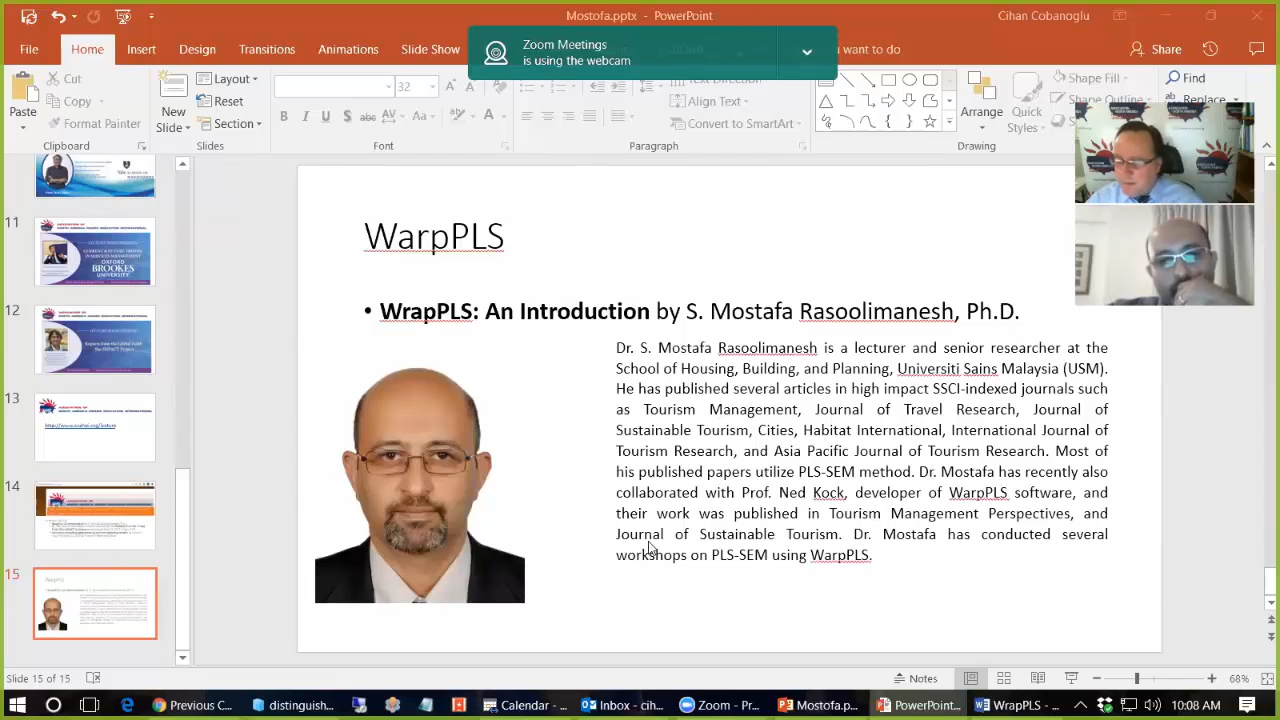 Mostofa.pptx - PowerPoint
Cihan Cobanoglu
File Home Insert Design Transitions Animations Slide Show
Zoom Meetings
is using the webcam
want to do
Share
Cut
Copy
Format Painter
Paste
Clipboard
New
Slide
Layout
Reset
Section
Slides
32
Font
Text Direction
Align Text
Convert to SmartArt
Paragraph
Arrange
Quick
Styles
Shape Fill
Shape Outline
Drawing
Find
Replace
11
OXFORD
BROOKES
UNIVERSITY
12
13
14
15
WarpPLS
• WrapPLS: An Introduction by S. Mostafa Rasoolimanesh, Ph.D.
Dr. S. Mostafa Rasoolimanesh is a lecturer and senior researcher at the
School of Housing, Building, and Planning, Universiti Sains Malaysia (USM).
He has published several articles in high impact SSCI-indexed journals such
as Tourism Management, Journal of Travel Research, Journal of
Sustainable Tourism, Cities, Habitat International, International Journal of
Tourism Research, and Asia Pacific Journal of Tourism Research. Most of
his published papers utilize PLS-SEM method. Dr. Mostafa has recently also
collaborated with Prof. Ned Kock, developer of WarpPLS software, and
their work was published in Tourism Management Perspectives, and
Journal of Sustainable Tourism. Dr. Mostafa has conducted several
workshops on PLS-SEM using WarpPLS.
Slide 15 of 15
Notes
68%
Previous C...
distinguish...
Calendar - ...
Inbox - cih...
Zoom - Pr...
Mostofa.p...
PowerPoint...
WrapPLS - ...
10:08 AM